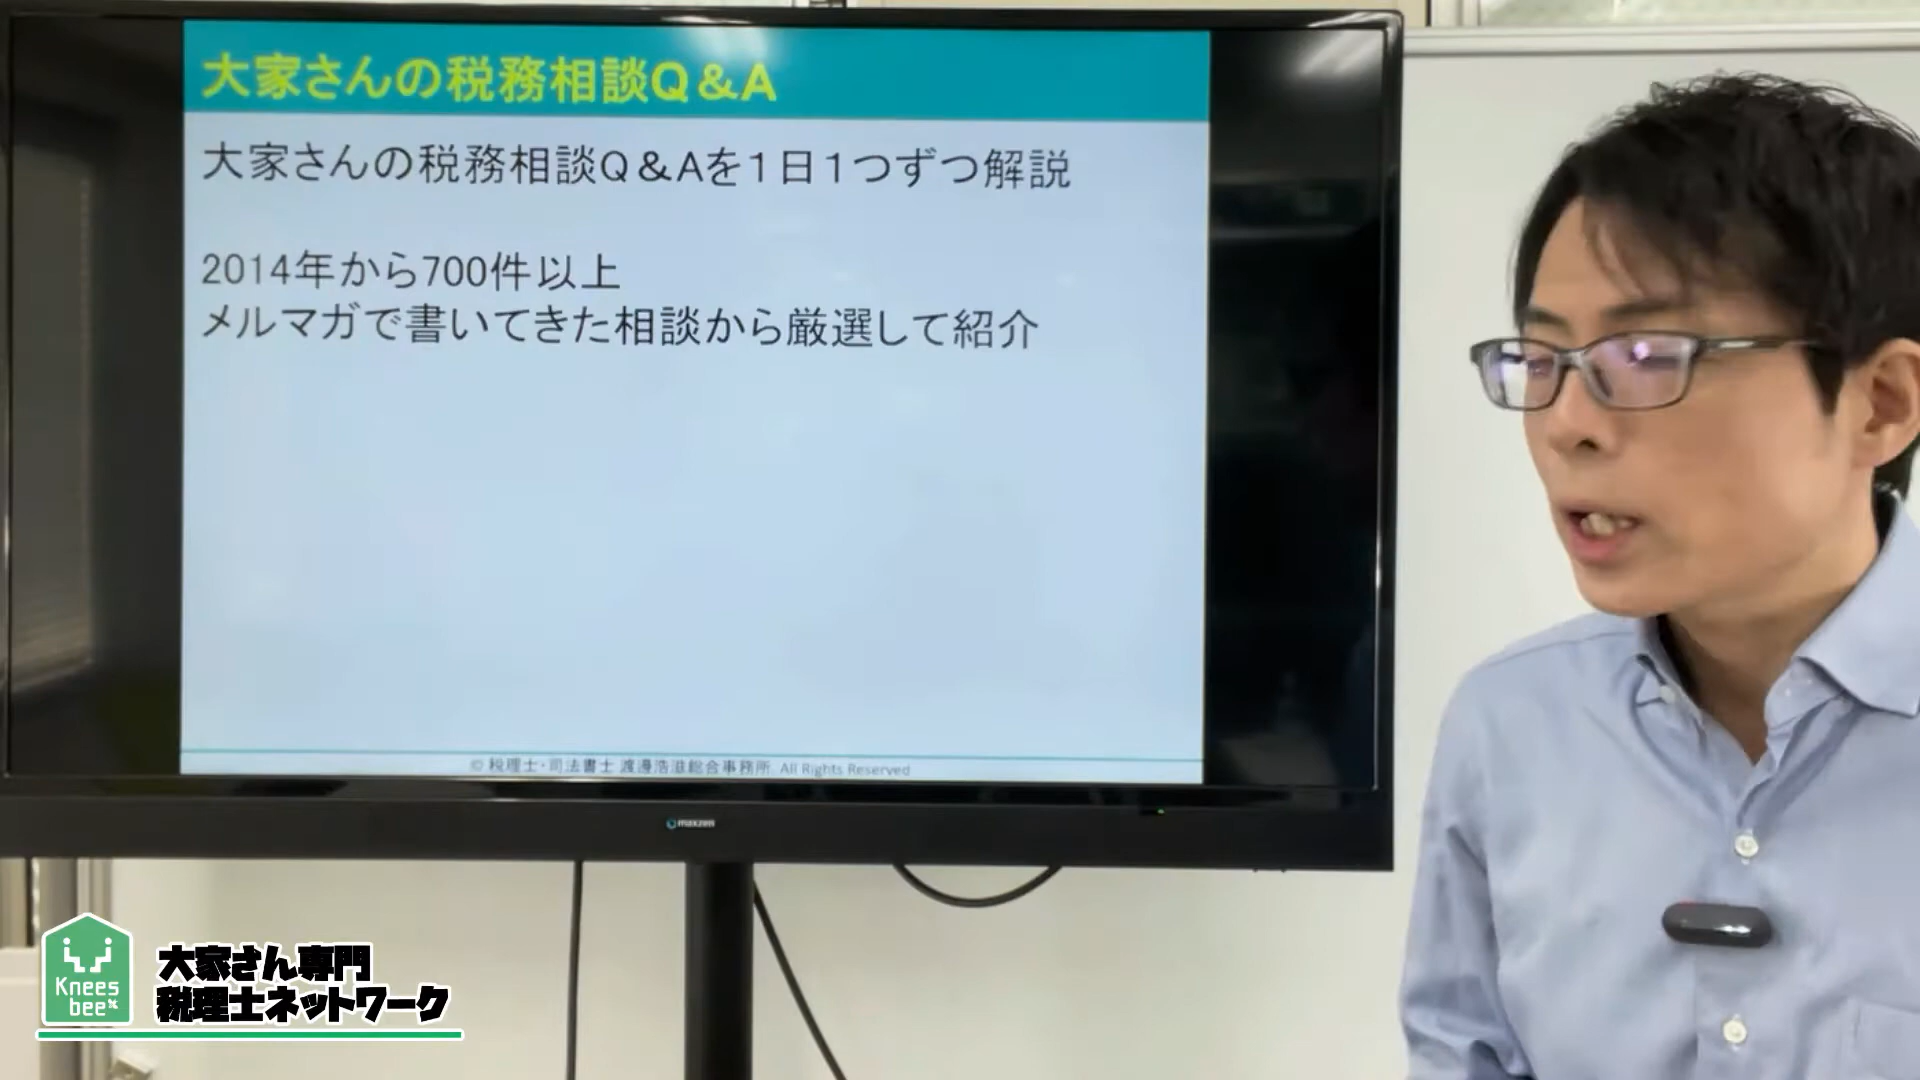 大家さんの税務相談Q＆A
大家さんの税務相談Q＆Aを１日１つずつ解説
2014年から700件以上
メルマガで書いてきた相談から厳選して紹介
© 税理士・司法書士 渡邊浩滋総合事務所. All Rights Reserved
maxzen
Knees
bee
大家さん専門
税理士ネットワーク